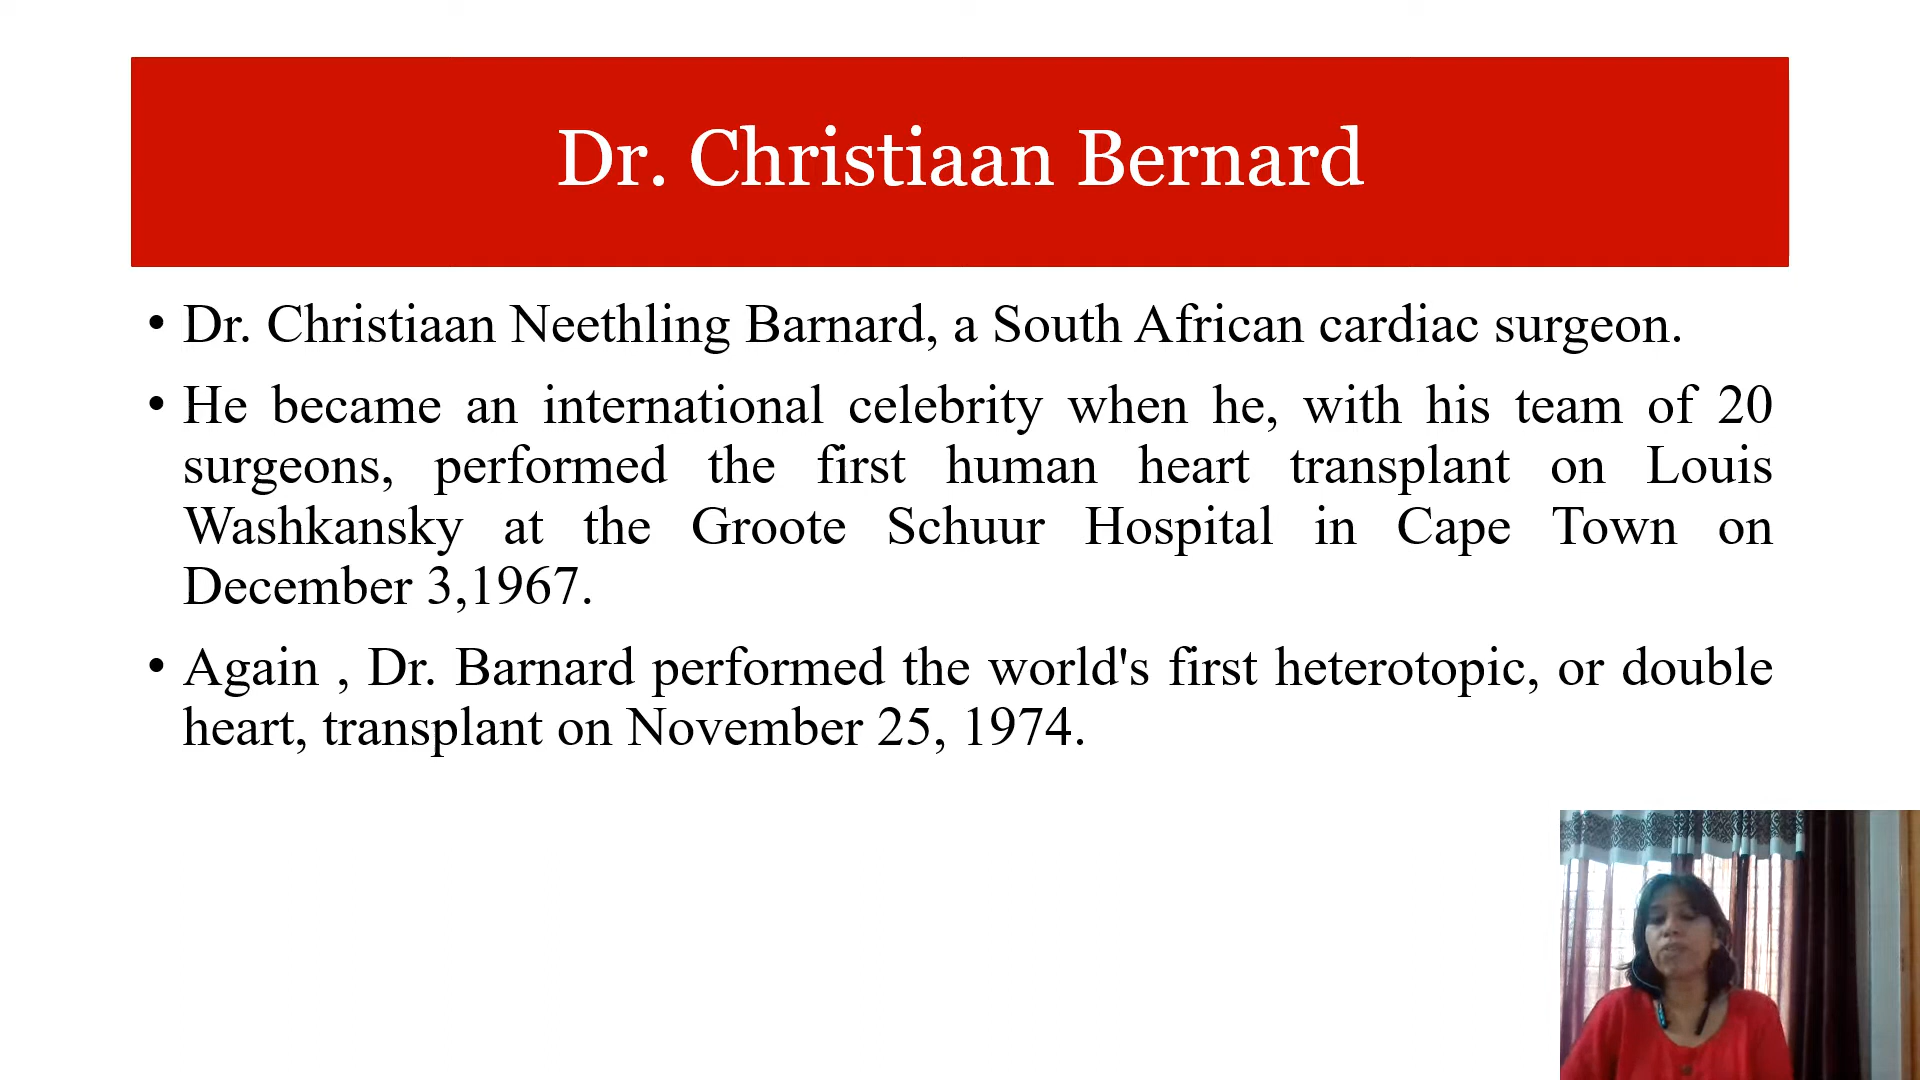 Dr. Christiaan Bernard
• Dr. Christiaan Neethling Barnard, a South African cardiac surgeon.
• He became an international celebrity when he, with his team of 20
surgeons, performed the first human heart transplant on Louis
Washkansky at the Groote Schuur Hospital in Cape Town on
December 3,1967.
• Again , Dr. Barnard performed the world's first heterotopic, or double
heart, transplant on November 25, 1974.